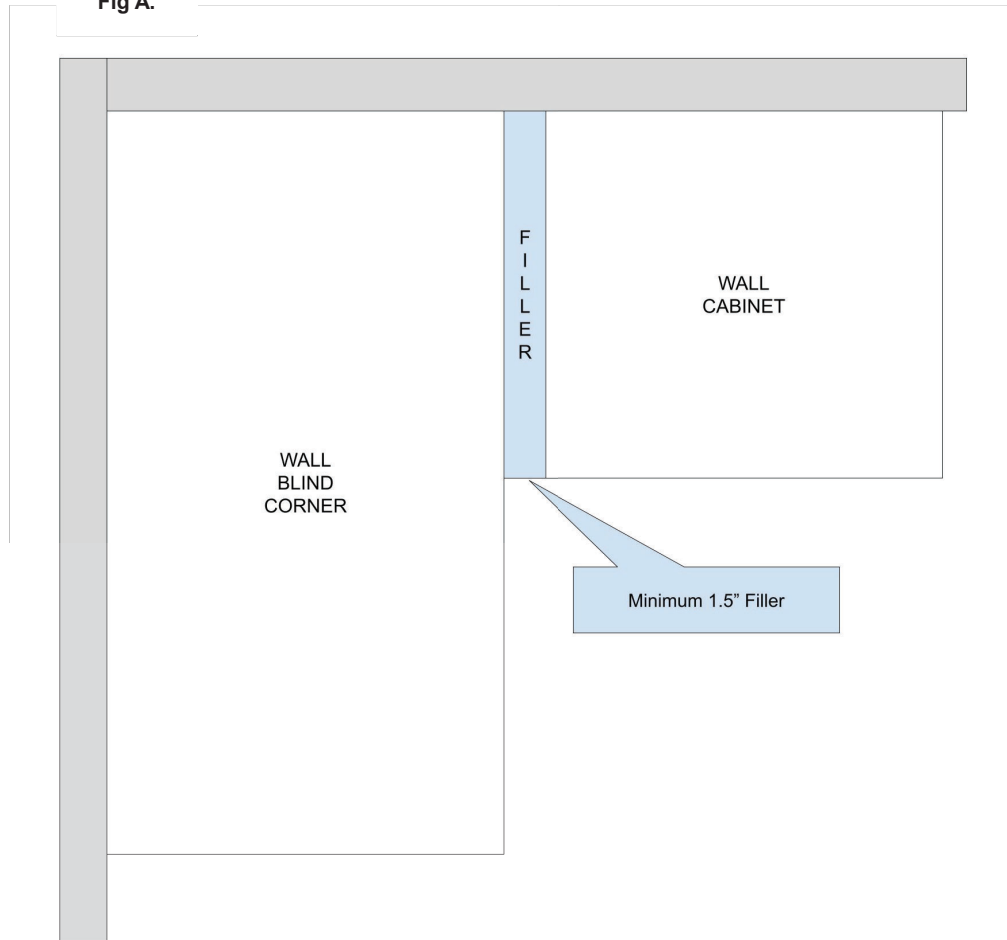 Fig A.
F
I
L
L
E
R
WALL
CABINET
WALL
BLIND
CORNER
Minimum 1.5” Filler